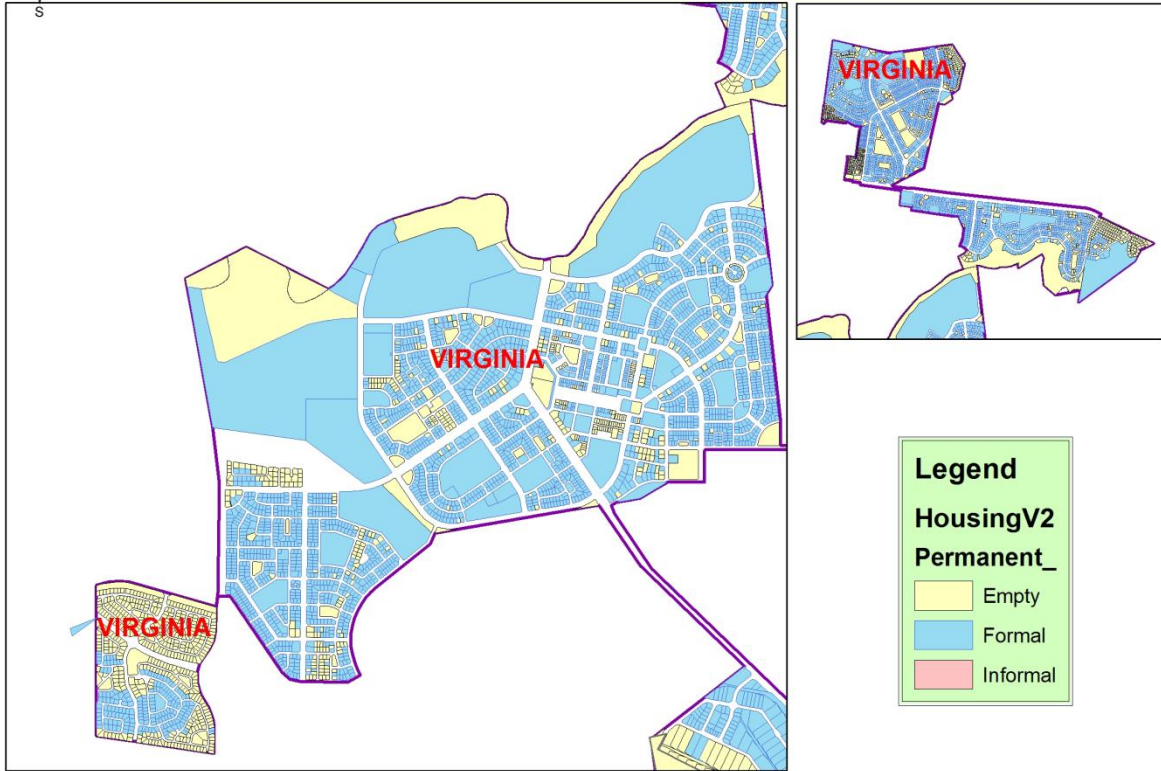 S
VIRGINIA
VIRGINIA
VIRGINIA
Legend
HousingV2
Permanent_
Empty
Formal
Informal